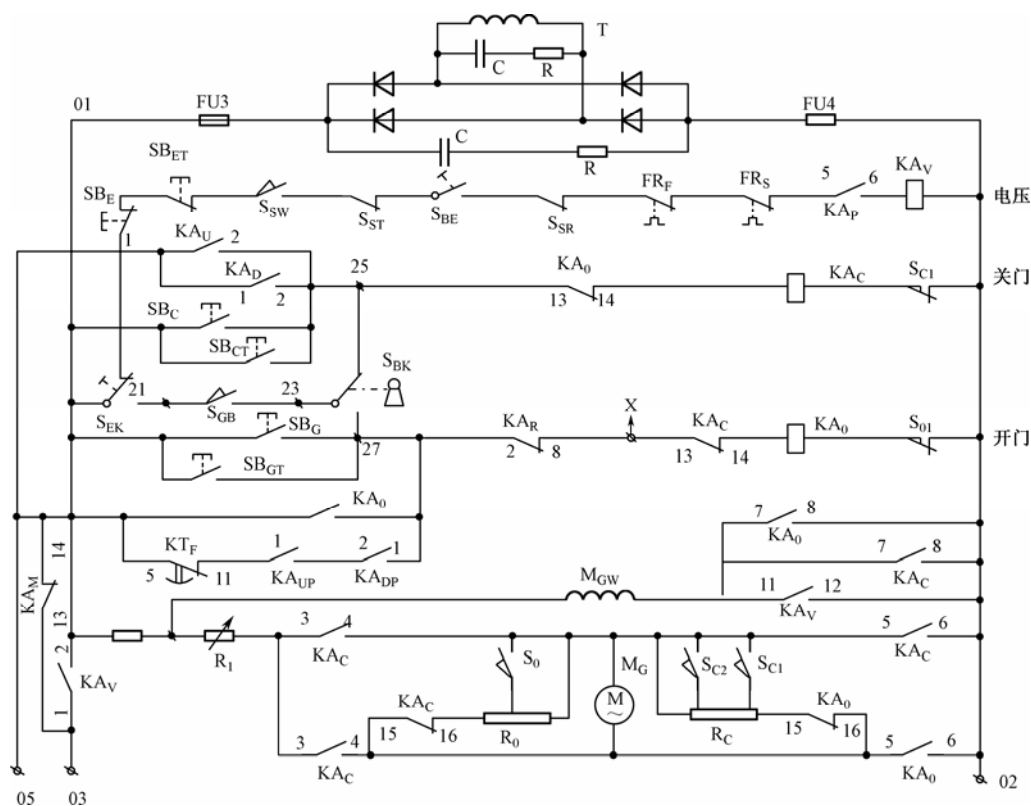 T
C
R
01
FU3
FU4
C
R
SB_ET
SB_E
1
S_SW
S_ST
S_BE
S_SR
FR_F
FR_S
5
6
KA_P
KA_V
电压
KA_U
2
KA_D
1
2
25
KA_0
13
14
KA_C
S_C1
关门
SB_C
SB_CT
S_EK
21
S_GB
23
S_BK
SB_G
27
SB_GT
KA_R
2
8
X
KA_C
13
14
KA_0
S_01
开门
KA_0
KT_F
5
11
1
KA_UP
2
1
KA_DP
7
8
KA_0
7
8
KA_C
M_GW
11
12
KA_V
14
KA_M
13
2
KA_V
1
R_1
3
4
KA_C
S_0
M_G
M
~
S_C2
S_C1
5
6
KA_C
KA_C
15
16
R_0
R_C
KA_0
15
16
3
4
KA_C
5
6
KA_0
05
03
02